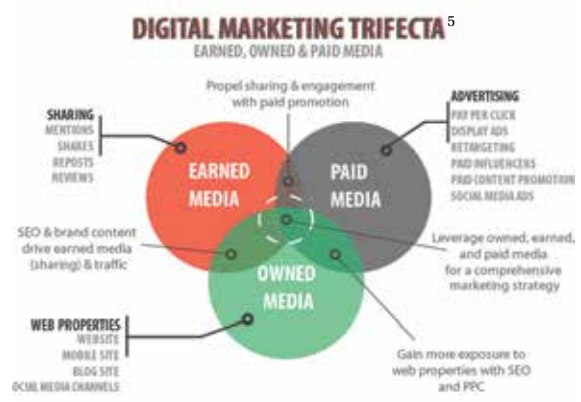 DIGITAL MARKETING TRIFECTA5
EARNED, OWNED & PAID MEDIA
Propel sharing & engagement
with paid promotion
SHARING
MENTIONS
SHARES
REPOSTS
REVIEWS
ADVERTISING
PAY PER CLICK
DISPLAY ADS
RETARGETING
PAID INFLUENCERS
PAID CONTENT PROMOTION
SOCIAL MEDIA ADS
EARNED
MEDIA
PAID
MEDIA
SEO & brand content
drive earned media
(sharing) & traffic
Leverage owned, earned,
and paid media
for a comprehensive
marketing strategy
OWNED
MEDIA
WEB PROPERTIES
WEBSITE
MOBILE SITE
BLOG SITE
OCIAL MEDIA CHANNELS
Gain more exposure to
web properties with SEO
and PPC